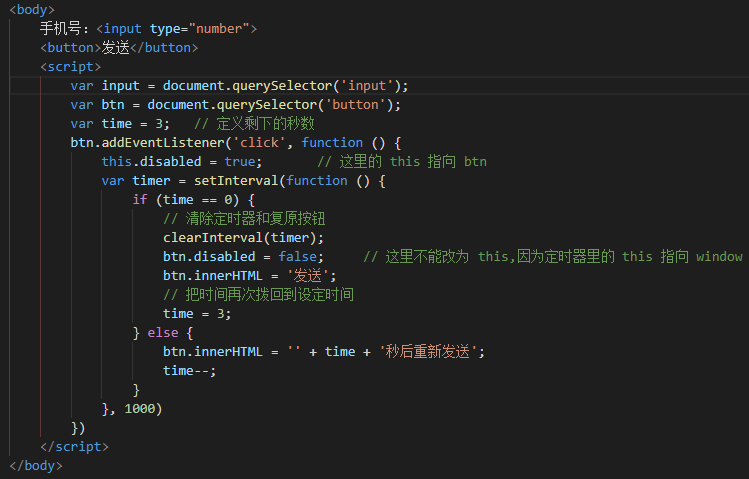 <body>
手机号: <input type="number">
<button>发送</button>
<script>
var input = document.querySelector('input');
var btn = document.querySelector('button');
var time = 3;   // 定义剩下的秒数
btn.addEventListener('click', function () {
this.disabled = true;       // 这里的 this 指向 btn
var timer = setInterval(function () {
if (time == 0) {
// 清除定时器和复原按钮
clearInterval(timer);
btn.disabled = false;     // 这里不能改为 this,因为定时器里的 this 指向 window
btn.innerHTML = '发送';
// 把时间再次拨回到设定时间
time = 3;
} else {
btn.innerHTML = '' + time + '秒后重新发送';
time--;
}
}, 1000)
})
</script>
</body>